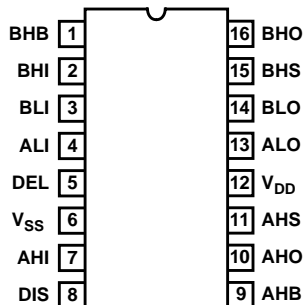 BHB 1 16 BHO
BHI 2 15 BHS
BLI 3 14 BLO
ALI 4 13 ALO
DEL 5 12 VDD
VSS 6 11 AHS
AHI 7 10 AHO
DIS 8 9 AHB